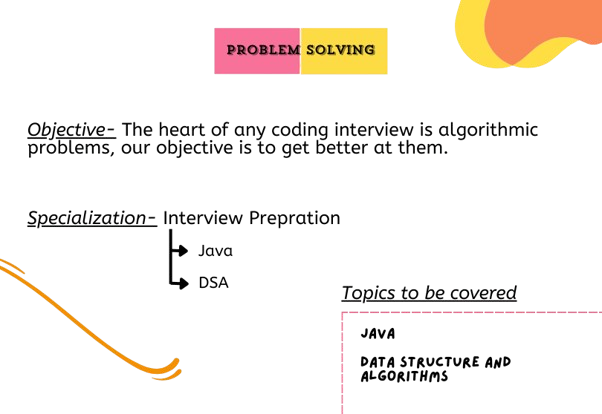 PROBLEM SOLVING
Objective- The heart of any coding interview is algorithmic
problems, our objective is to get better at them.
Specialization- Interview Prepration
Java
DSA
Topics to be covered
JAVA
DATA STRUCTURE AND
ALGORITHMS